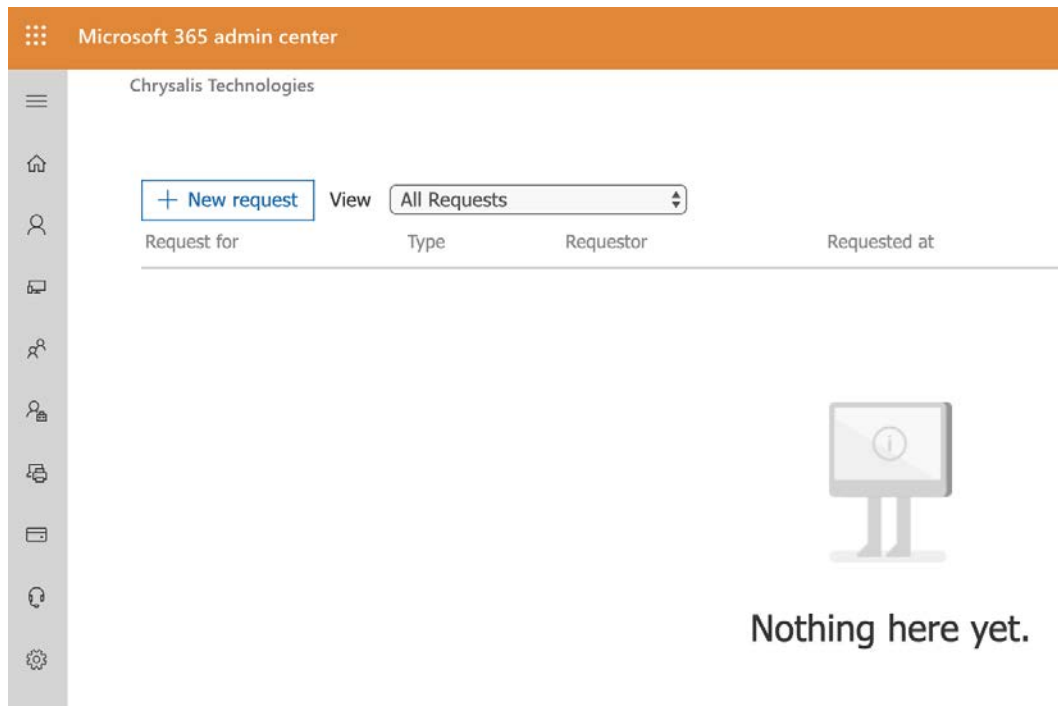 Microsoft 365 admin center
Chrysalis Technologies
+ New request View All Requests
Request for Type Requestor Requested at
Nothing here yet.